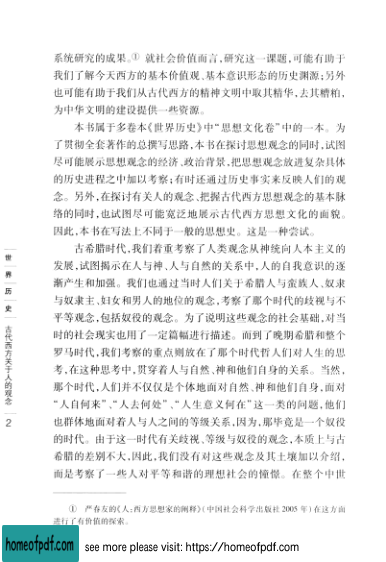 系统研究的成果。① 就社会价值而言,研究这一课题,可能有助于
我们了解今天西方的基本价值观、基本意识形态的历史渊源;另外
也可能有助于我们从古代西方的精神文明中取其精华,去其糟粕,
为中华文明的建设提供一些资源。
本书属于多卷本《世界历史》中“思想文化卷”中的一本。为
了贯彻全套著作的总撰写思路,本书在探讨思想观念的同时,试图
尽可能展示思想观念的经济、政治背景,把思想观念放进复杂具体
的历史进程之中加以考察;有时还通过历史事实来反映人们的观
念。另外,在探讨有关人的观念、把握古代西方思想观念的基本脉
络的同时,也试图尽可能宽泛地展示古代西方思想文化的面貌。
因此,本书在写法上不同于一般的思想史。这是一种尝试。
古希腊时代,我们着重考察了人类观念从神统向人本主义的
发展,试图揭示在人与神、人与自然的关系中,人的自我意识的逐
渐产生和加强。我们也通过当时人们关于希腊人与蛮族人、奴隶
与奴隶主、妇女和男人的地位的观念,考察了那个时代的歧视与不
平等观念,包括奴役的观念。为了说明这些观念的社会基础,对当
时的社会现实也用了一定篇幅进行描述。而到了晚期希腊和整个
罗马时代,我们考察的重点则放在了那个时代哲人们对人生的思
考,在这种思考中,贯穿着人与自然、神和他们自身的关系。当然,
那个时代,人们并不仅仅是个体地面对自然、神和他们自身,面对
“人自何来”、“人去何处”、“人生意义何在”这一类的问题,他们
也群体地面对着人与人之间的等级关系,因为,那毕竟是一个奴役
的时代。由于这一时代有关歧视、等级与奴役的观念,本质上与古
希腊的差别不大,因此,我们没有对这些观念及其土壤加以介绍,
而是考察了一些人对平等和谐的理想社会的憧憬。在整个中世
① 严春友的《人:西方思想家的阐释》(中国社会科学出版社 2005 年)在这方面
进行了有价值的探索。
世界历史
古代西方关于人的观念
2
homeofpdf.com
see more please visit: https://homeofpdf.com